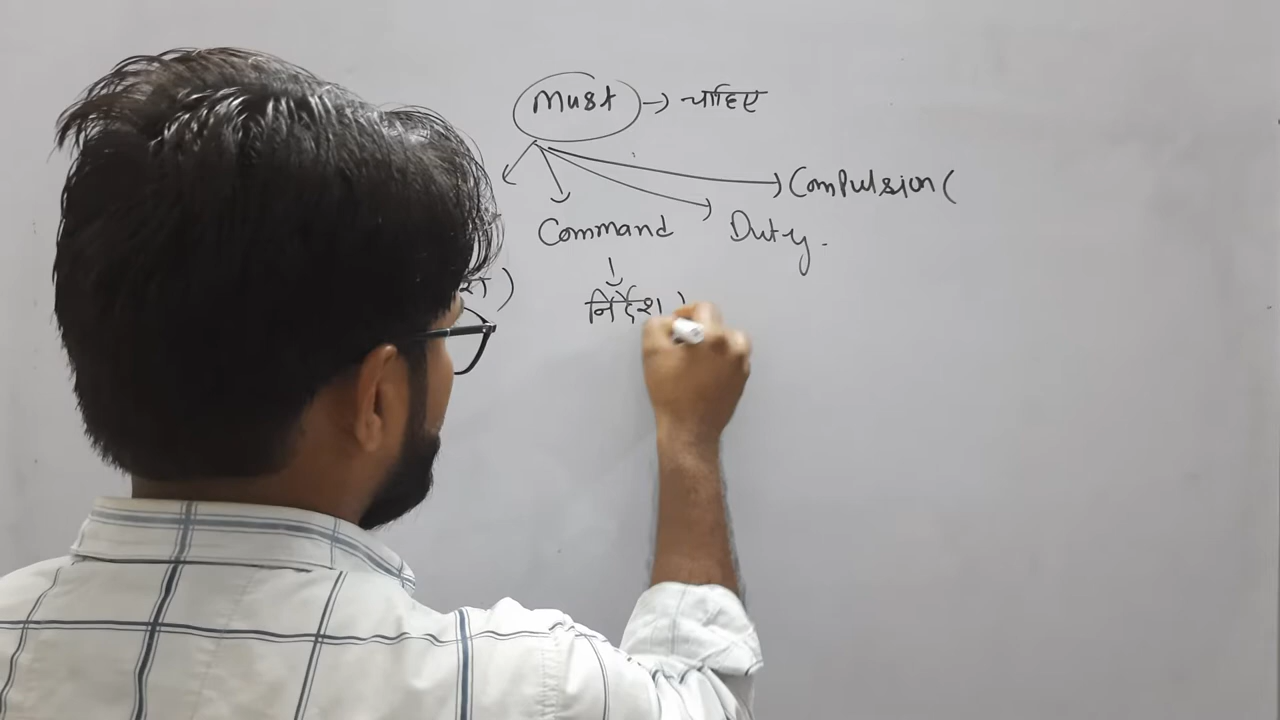 Must → चाहिए
Compulsion (
Command
Duty.
निर्देश )